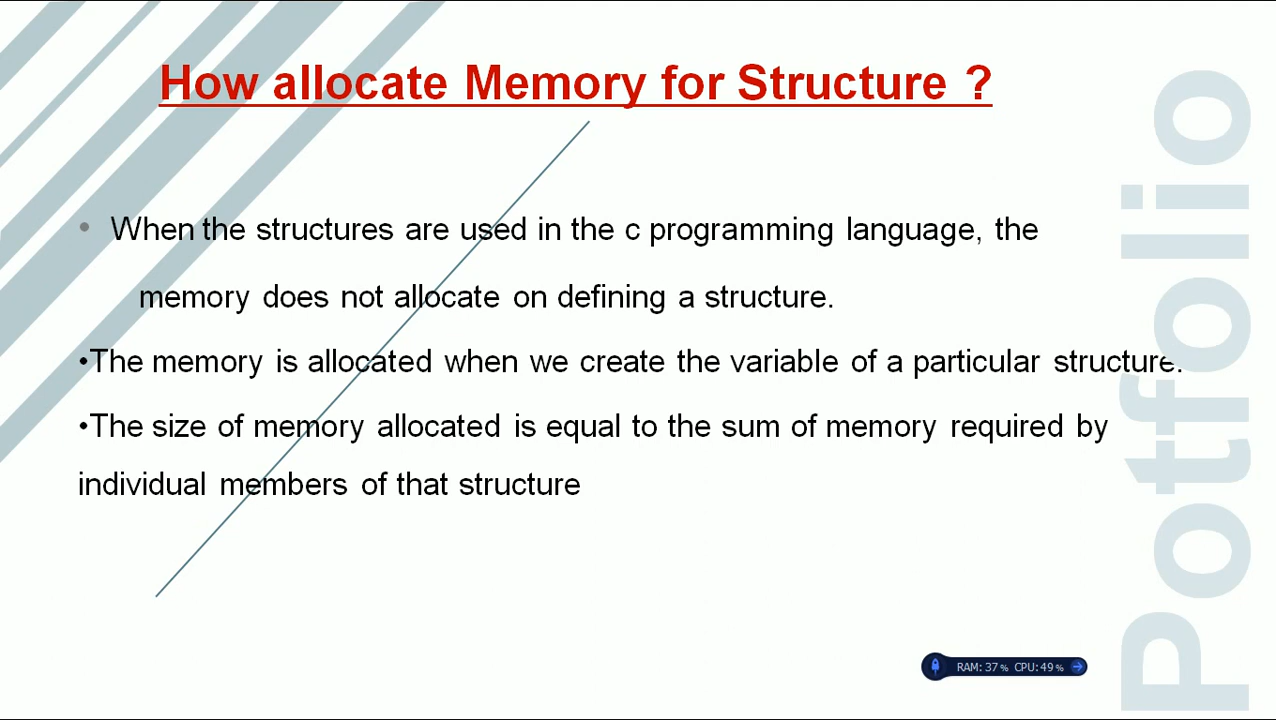 How allocate Memory for Structure ?
• When the structures are used in the c programming language, the
memory does not allocate on defining a structure.
•The memory is allocated when we create the variable of a particular structure.
•The size of memory allocated is equal to the sum of memory required by
individual members of that structure
Potfolio
RAM: 37% CPU: 49%